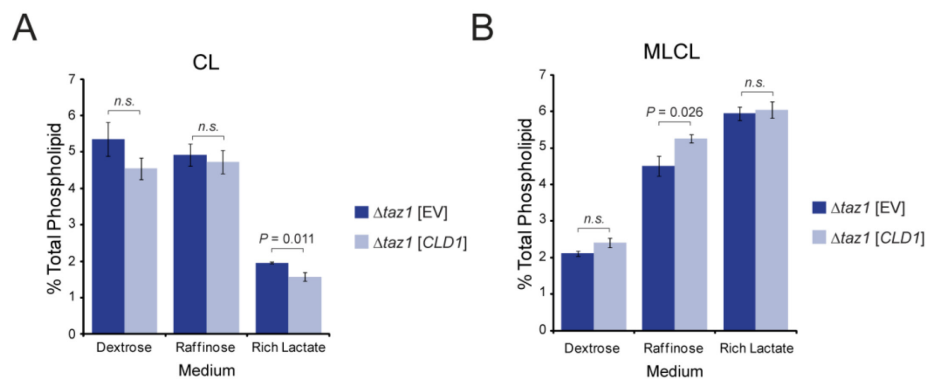 A
CL
% Total Phospholipid
7
6
5
4
3
2
1
0
n.s.
n.s.
P = 0.011
Dextrose Raffinose Rich Lactate
Medium
Δtaz1 [EV]
Δtaz1 [CLD1]
B
MLCL
% Total Phospholipid
7
6
5
4
3
2
1
0
n.s.
P = 0.026
n.s.
Dextrose Raffinose Rich Lactate
Medium
Δtaz1 [EV]
Δtaz1 [CLD1]